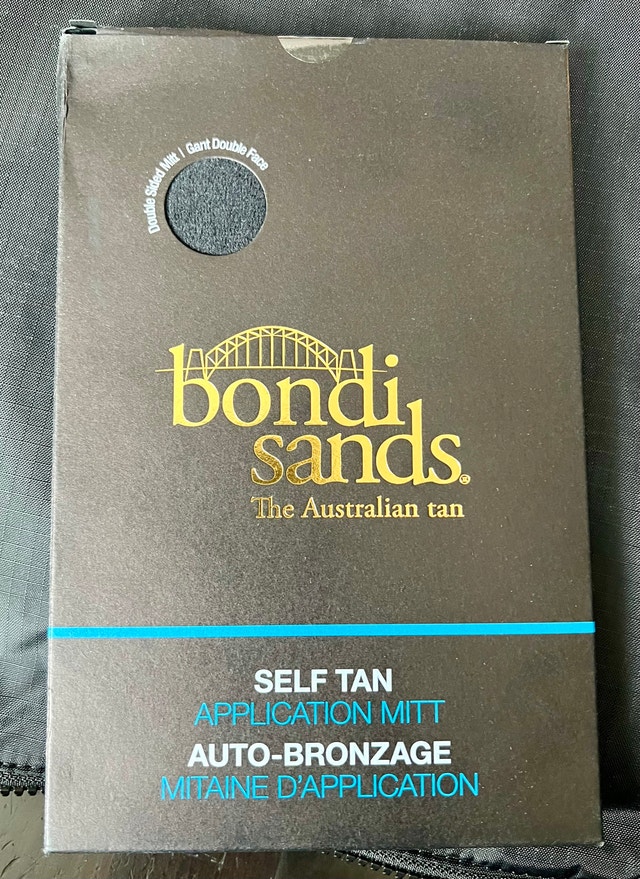 Double Sided Mitt | Gant Double Face
bondi
sands®
The Australian tan
SELF TAN
APPLICATION MITT
AUTO-BRONZAGE
MITAINE D'APPLICATION